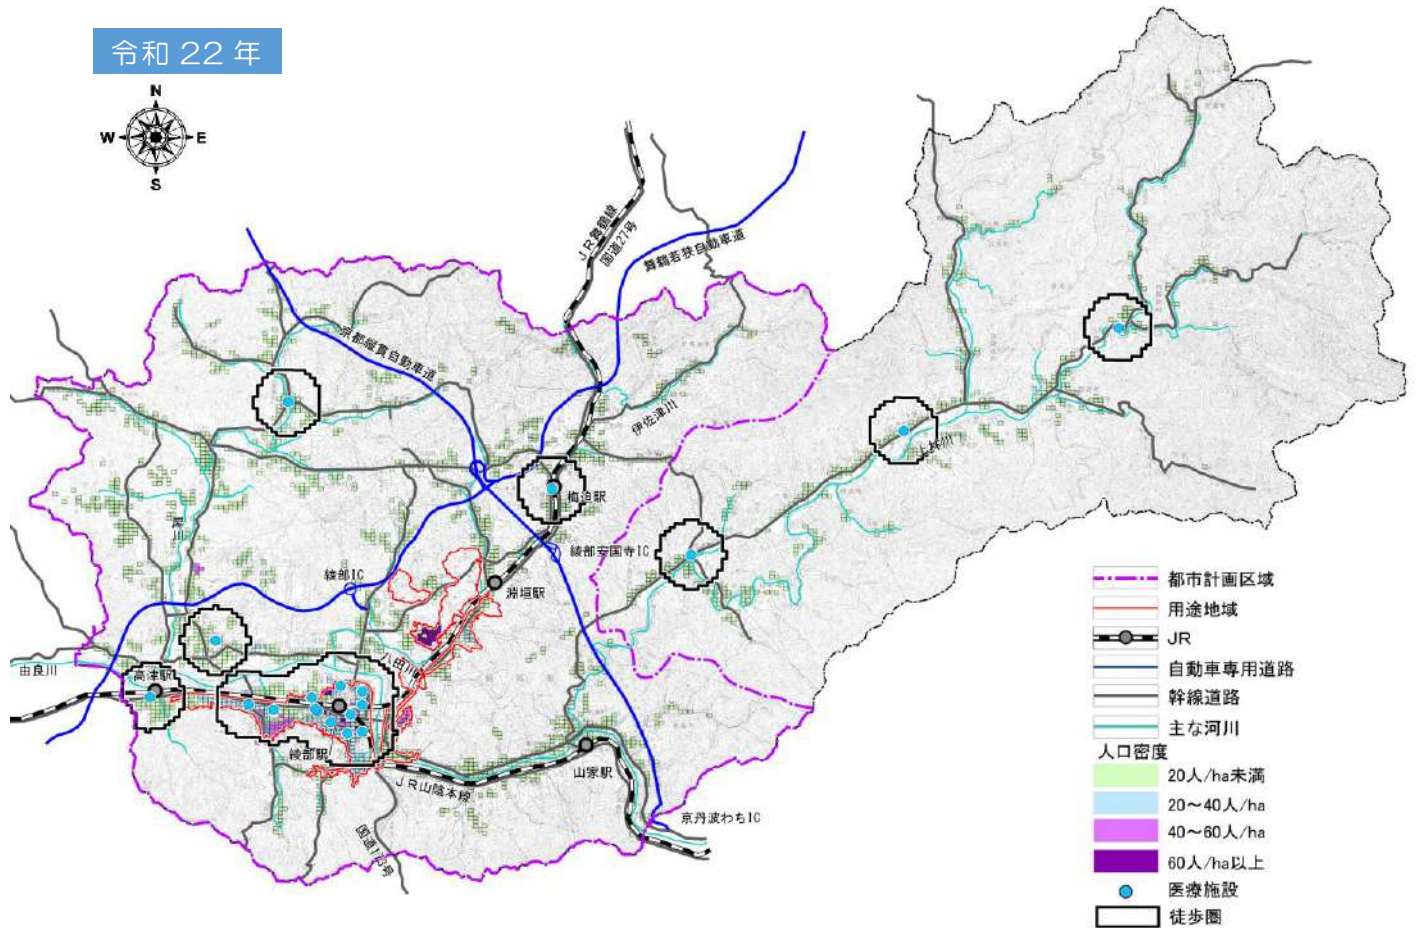 令和 22 年
N
W
E
S
JR舞鶴線
国道27号
舞鶴若狭自動車道
京都縦貫自動車道
伊佐津川
上林川
梅迫駅
綾部安国寺IC
綾部IC
淵垣駅
八田川
由良川
高津駅
綾部駅
JR山陰本線
山家駅
京丹波わちIC
国道173号
都市計画区域
用途地域
JR
自動車専用道路
幹線道路
主な河川
人口密度
20人/ha未満
20～40人/ha
40～60人/ha
60人/ha以上
医療施設
徒歩圏